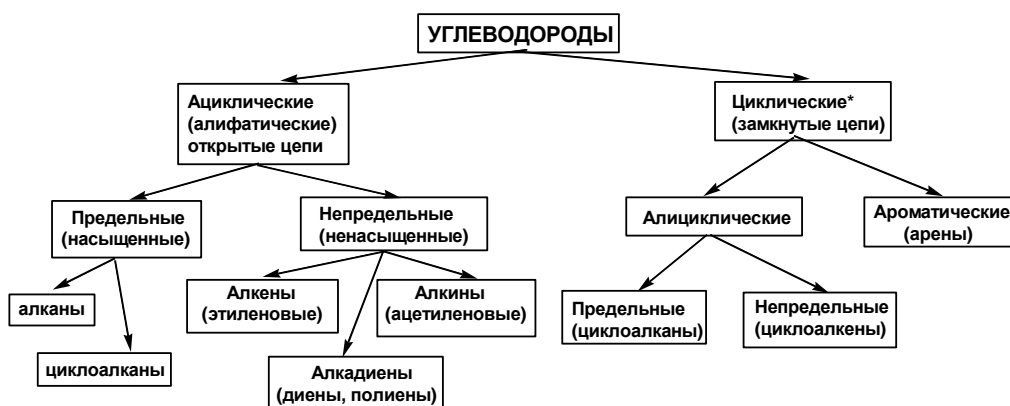 УГЛЕВОДОРОДЫ
Ациклические
(алифатические)
открытые цепи
Циклические*
(замкнутые цепи)
Предельные
(насыщенные)
Непредельные
(ненасыщенные)
Алициклические
Ароматические
(арены)
алканы
циклоалканы
Алкены
(этиленовые)
Алкины
(ацетиленовые)
Алкадиены
(диены, полиены)
Предельные
(циклоалканы)
Непредельные
(циклоалкены)